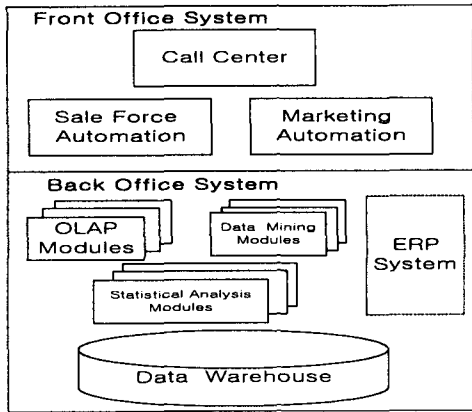 Front Office System
Call Center
Sale Force
Automation
Marketing
Automation
Back Office System
OLAP
Modules
Data Mining
Modules
ERP
System
Statistical Analysis
Modules
Data Warehouse